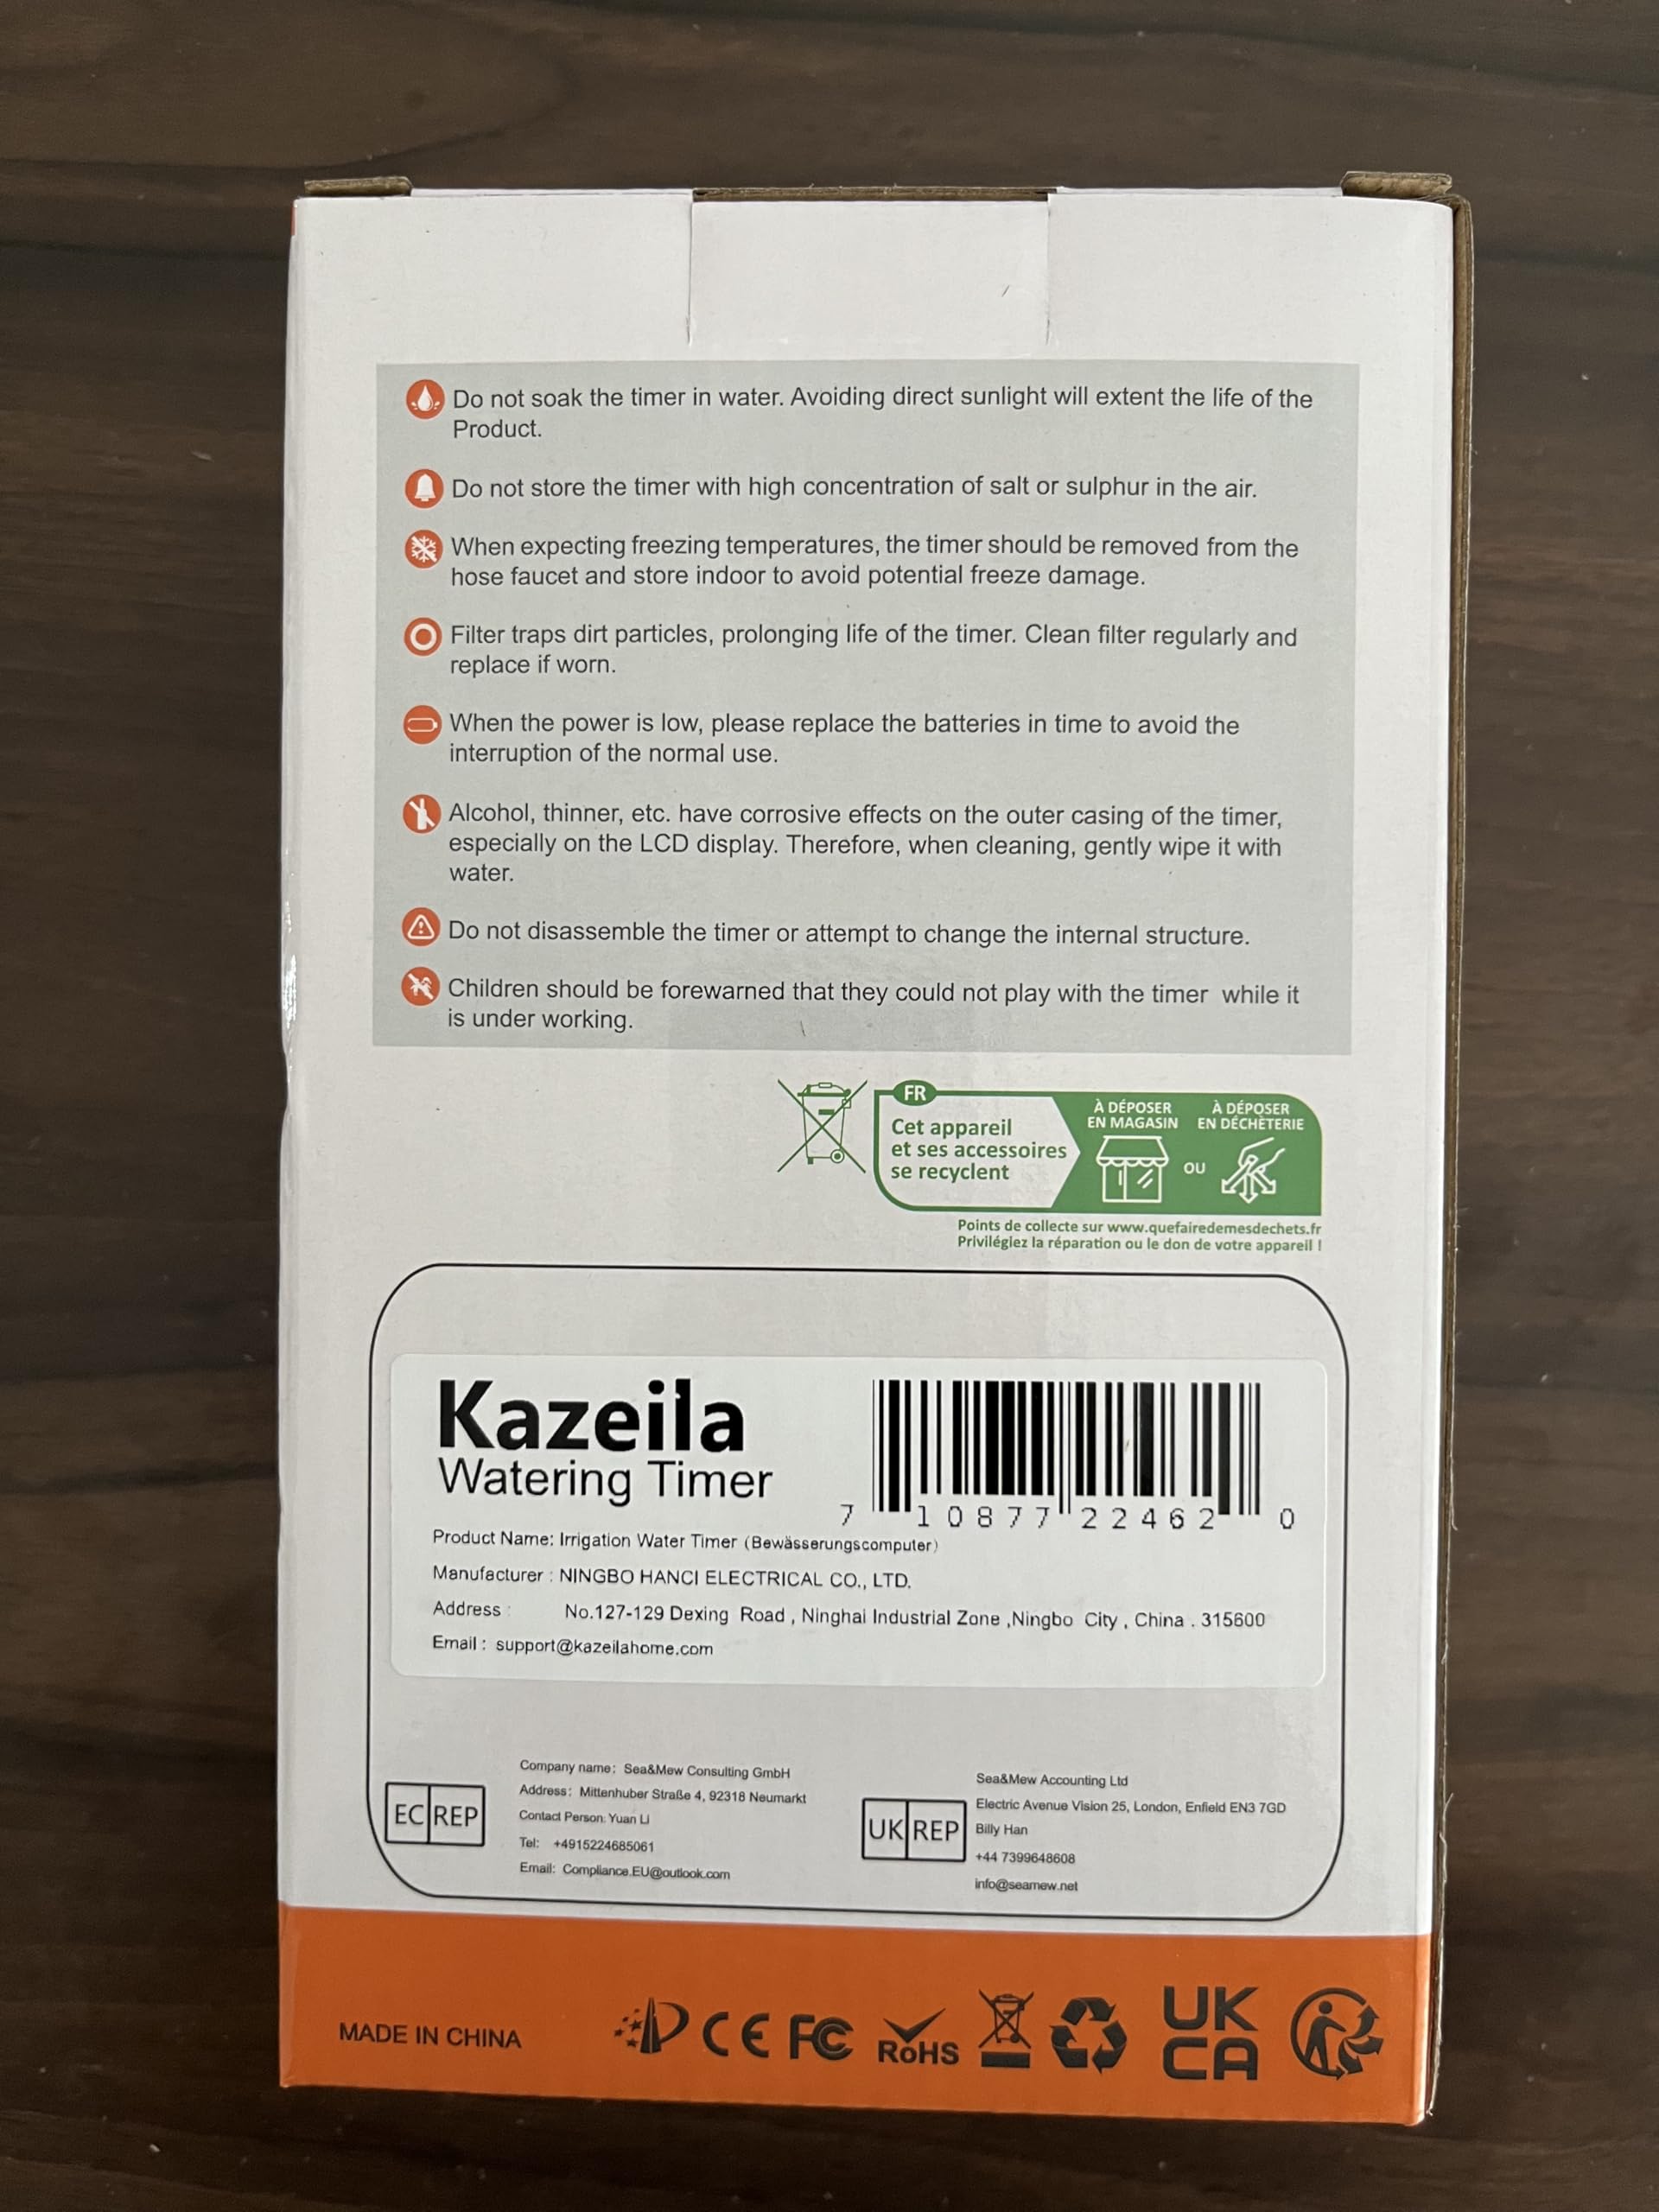 Do not soak the timer in water. Avoiding direct sunlight will extent the life of the
Product.
Do not store the timer with high concentration of salt or sulphur in the air.
When expecting freezing temperatures, the timer should be removed from the
hose faucet and store indoor to avoid potential freeze damage.
Filter traps dirt particles, prolonging life of the timer. Clean filter regularly and
replace if worn.
When the power is low, please replace the batteries in time to avoid the
interruption of the normal use.
Alcohol, thinner, etc. have corrosive effects on the outer casing of the timer,
especially on the LCD display. Therefore, when cleaning, gently wipe it with
water.
Do not disassemble the timer or attempt to change the internal structure.
Children should be forewarned that they could not play with the timer while it
is under working.
FR
Cet appareil
et ses accessoires
se recyclent
À DÉPOSER
EN MAGASIN
OU
À DÉPOSER
EN DÉCHÈTERIE
Points de collecte sur www.quefairedemesdechets.fr
Privilégiez la réparation ou le don de votre appareil !
Kazeila
Watering Timer
7 10877 22462 0
Product Name: Irrigation Water Timer (Bewässerungscomputer)
Manufacturer : NINGBO HANCI ELECTRICAL CO., LTD.
Address : No.127-129 Dexing Road , Ninghai Industrial Zone ,Ningbo City , China . 315600
Email : support@kazeilahome.com
EC REP
Company name: Sea&Mew Consulting GmbH
Address: Mittenhuber Straße 4, 92318 Neumarkt
Contact Person: Yuan Li
Tel: +4915224685061
Email: Compliance.EU@outlook.com
UK REP
Sea&Mew Accounting Ltd
Electric Avenue Vision 25, London, Enfield EN3 7GD
Billy Han
+44 7399648608
info@seamew.net
MADE IN CHINA
CE FC RoHS
UK
CA